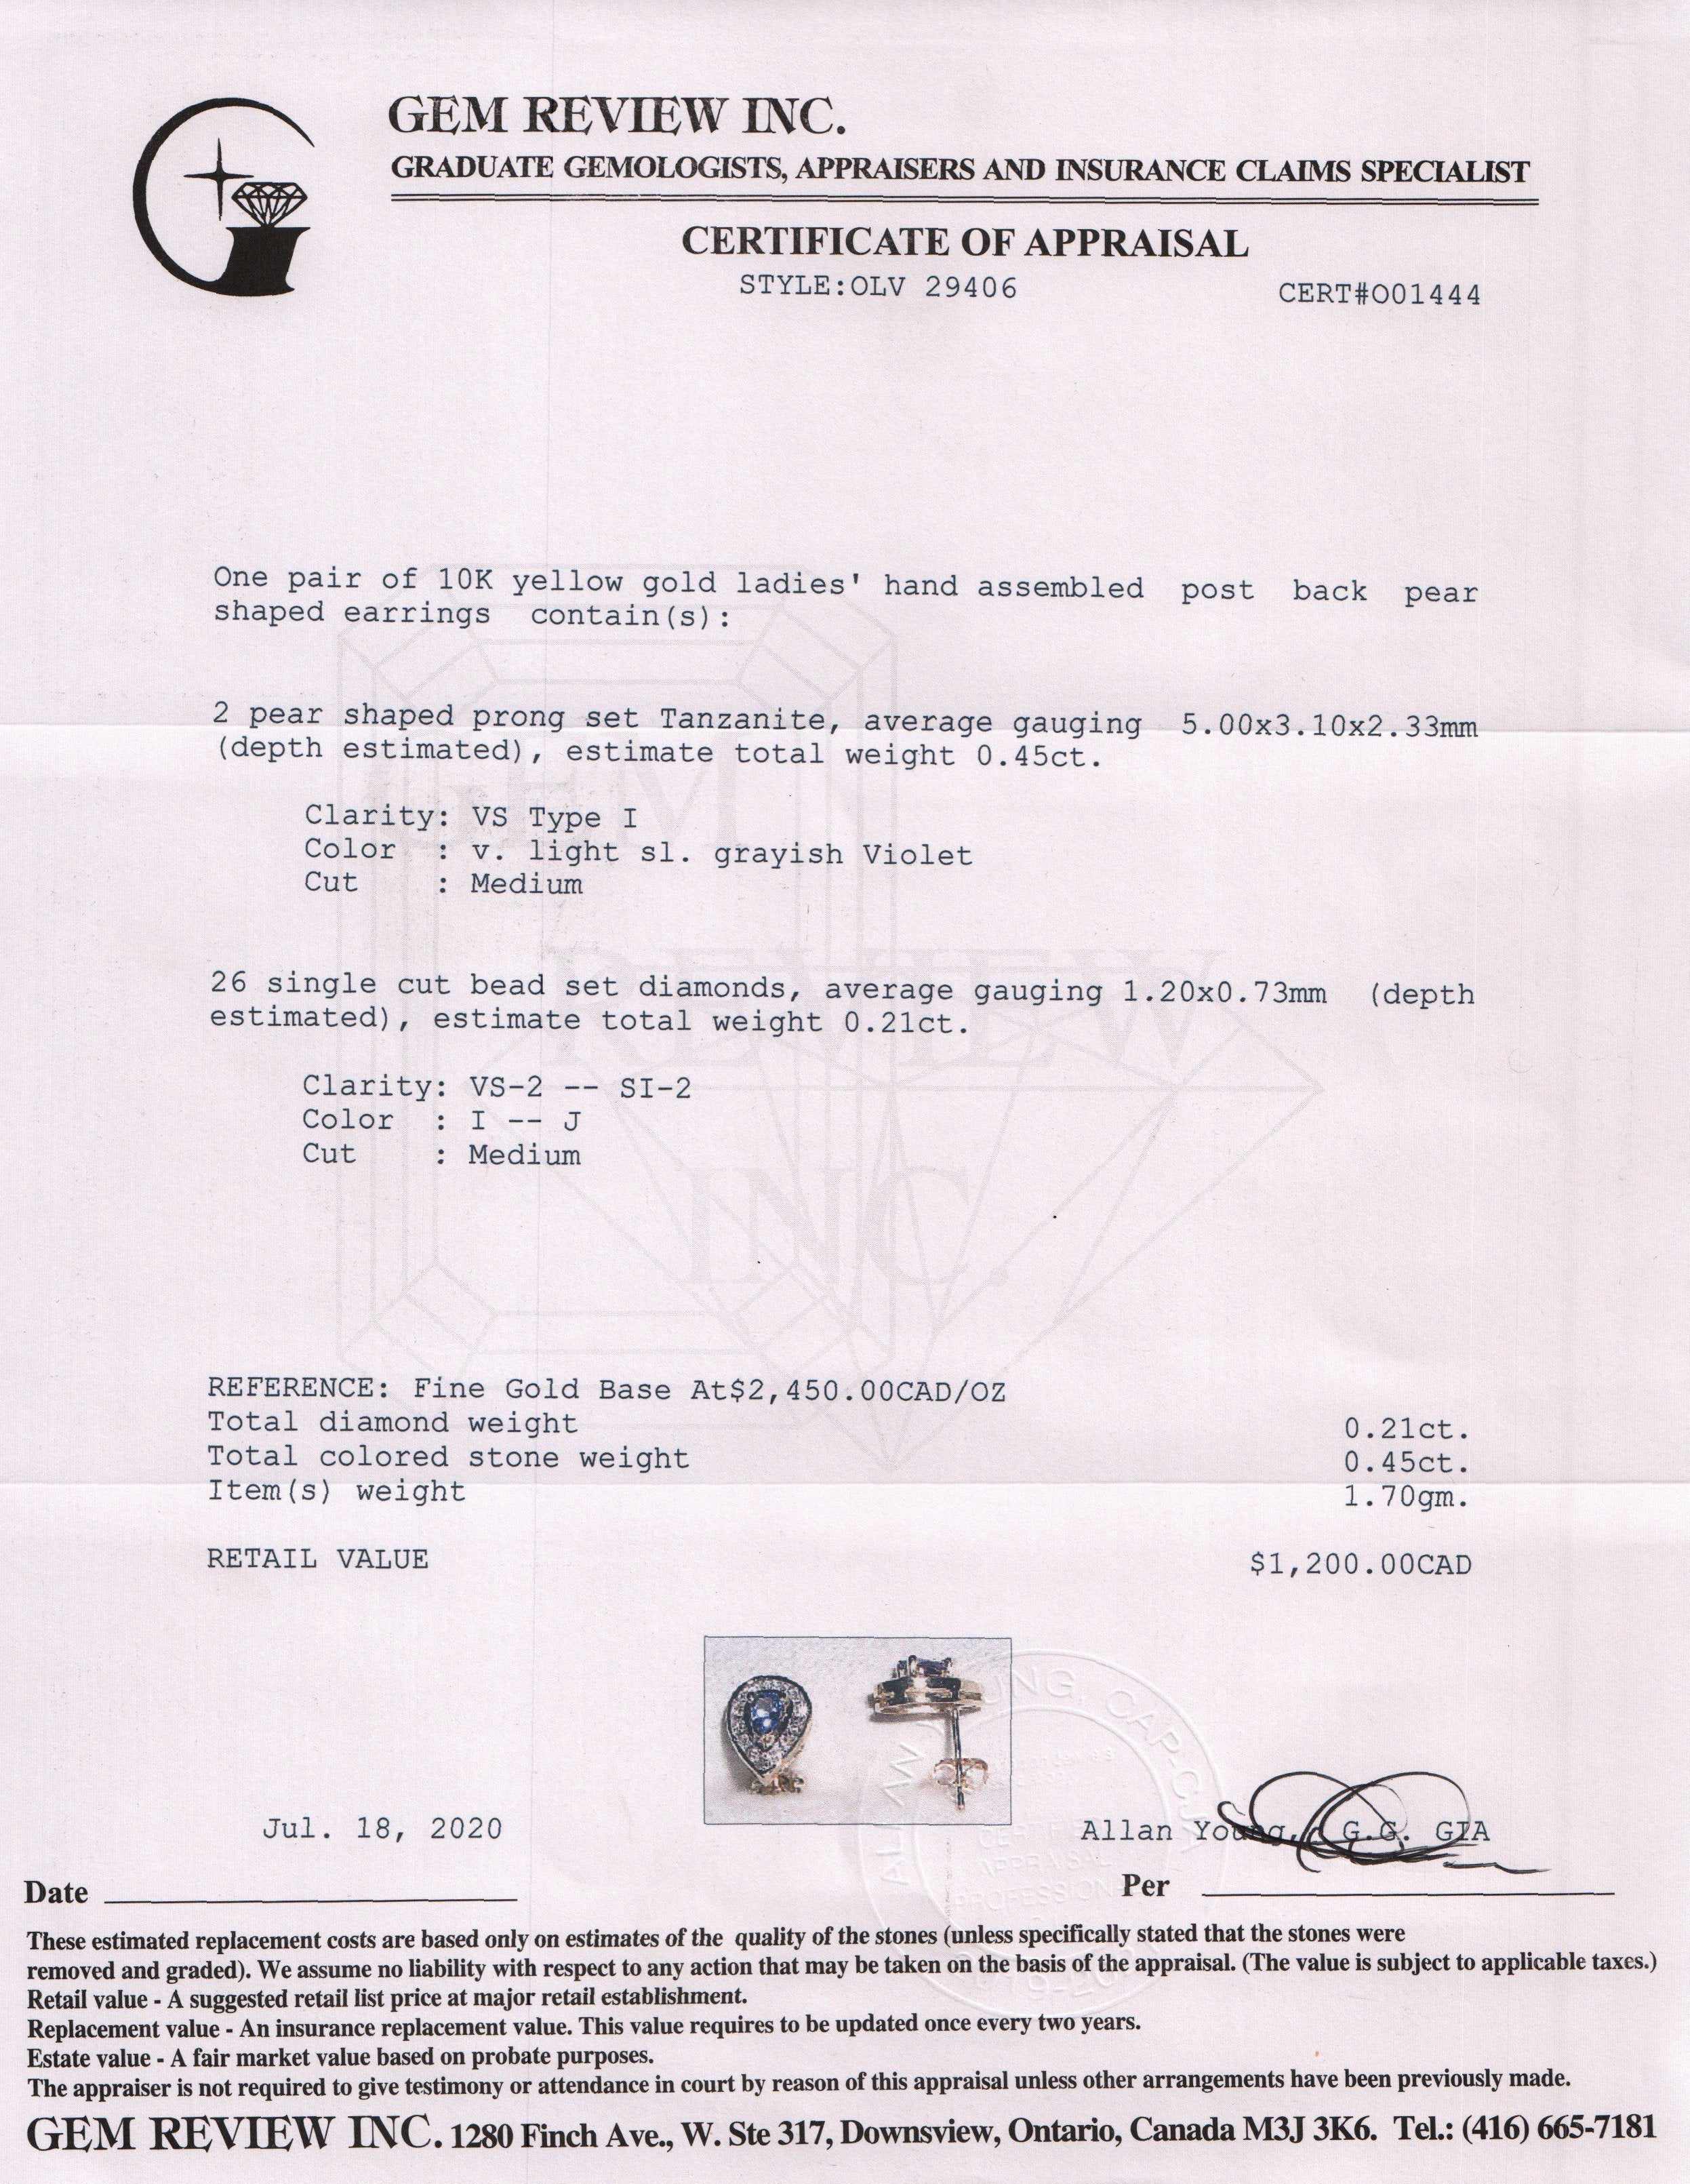 GEM REVIEW INC.
GRADUATE GEMOLOGISTS, APPRAISERS AND INSURANCE CLAIMS SPECIALIST
CERTIFICATE OF APPRAISAL
STYLE:OLV 29406
CERT#O01444
One pair of 10K yellow gold ladies' hand assembled post back pear
shaped earrings contain(s):
2 pear shaped prong set Tanzanite, average gauging 5.00x3.10x2.33mm
(depth estimated), estimate total weight 0.45ct.
Clarity: VS Type I
Color : v. light sl. grayish Violet
Cut : Medium
26 single cut bead set diamonds, average gauging 1.20x0.73mm (depth
estimated), estimate total weight 0.21ct.
Clarity: VS-2 -- SI-2
Color : I -- J
Cut : Medium
GEM
REVIEW
INC.
REFERENCE: Fine Gold Base At$2,450.00CAD/OZ
Total diamond weight 0.21ct.
Total colored stone weight 0.45ct.
Item(s) weight 1.70gm.
RETAIL VALUE $1,200.00CAD
Jul. 18, 2020
Allan Young, G.G. GIA
Date
Per
These estimated replacement costs are based only on estimates of the quality of the stones (unless specifically stated that the stones were
removed and graded). We assume no liability with respect to any action that may be taken on the basis of the appraisal. (The value is subject to applicable taxes.)
Retail value - A suggested retail list price at major retail establishment.
Replacement value - An insurance replacement value. This value requires to be updated once every two years.
Estate value - A fair market value based on probate purposes.
The appraiser is not required to give testimony or attendance in court by reason of this appraisal unless other arrangements have been previously made.
GEM REVIEW INC. 1280 Finch Ave., W. Ste 317, Downsview, Ontario, Canada M3J 3K6. Tel.: (416) 665-7181